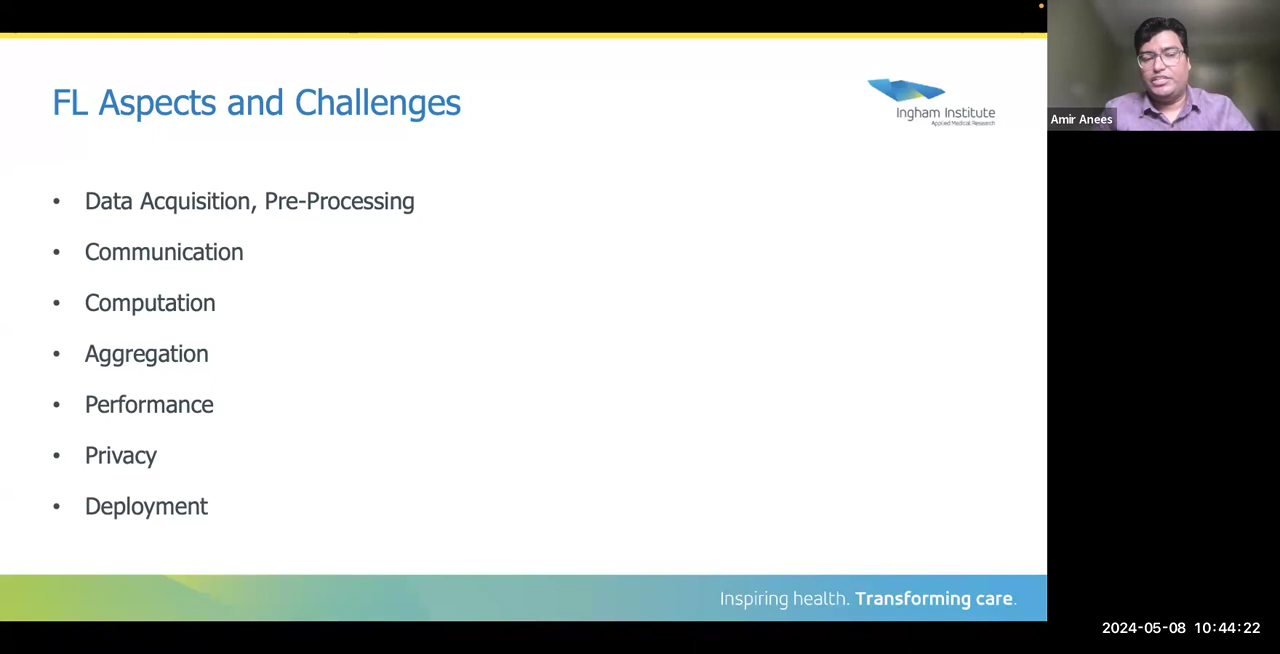 FL Aspects and Challenges
Ingham Institute
Applied Medical Research
Amir Anees
• Data Acquisition, Pre-Processing
• Communication
• Computation
• Aggregation
• Performance
• Privacy
• Deployment
Inspiring health. Transforming care.
2024-05-08 10:44:22